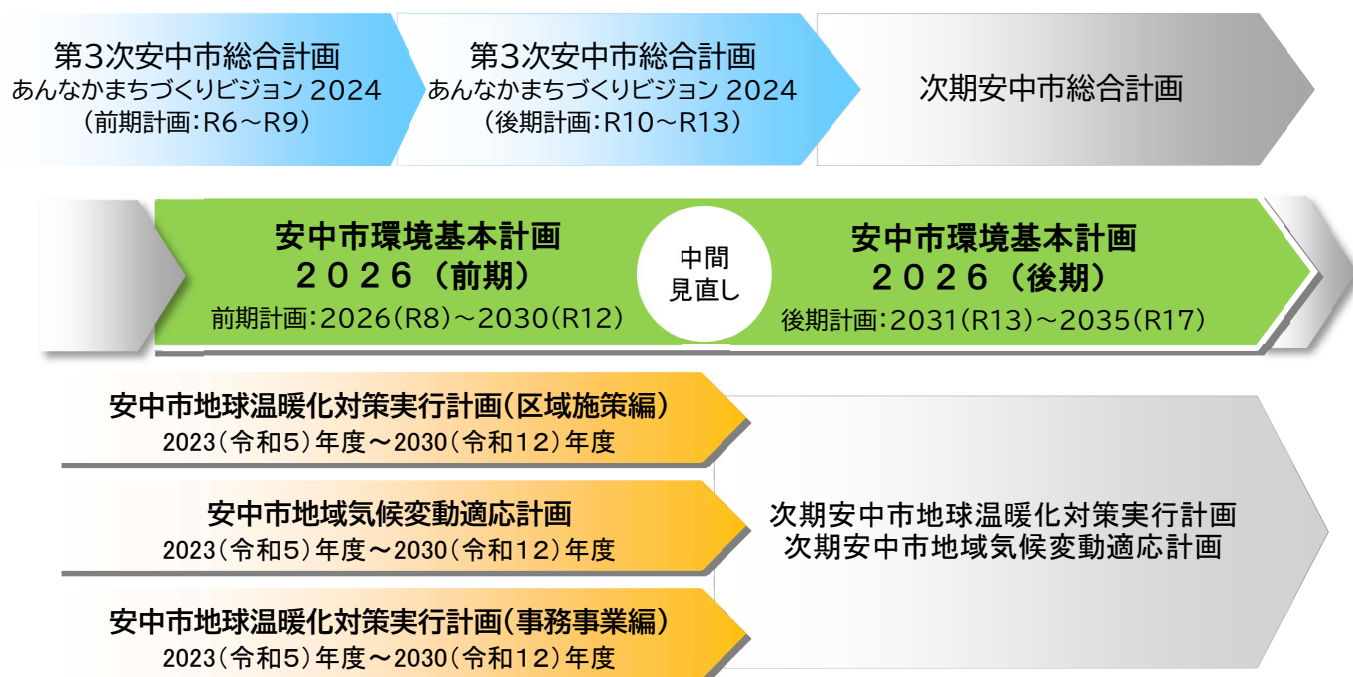 第3次安中市総合計画
あんなかまちづくりビジョン 2024
(前期計画:R6~R9)
第3次安中市総合計画
あんなかまちづくりビジョン 2024
(後期計画:R10~R13)
次期安中市総合計画
安中市環境基本計画
2026(前期)
前期計画:2026(R8)~2030(R12)
中間
見直し
安中市環境基本計画
2026(後期)
後期計画:2031(R13)~2035(R17)
安中市地球温暖化対策実行計画(区域施策編)
2023(令和5)年度~2030(令和12)年度
安中市地域気候変動適応計画
2023(令和5)年度~2030(令和12)年度
安中市地球温暖化対策実行計画(事務事業編)
2023(令和5)年度~2030(令和12)年度
次期安中市地球温暖化対策実行計画
次期安中市地域気候変動適応計画